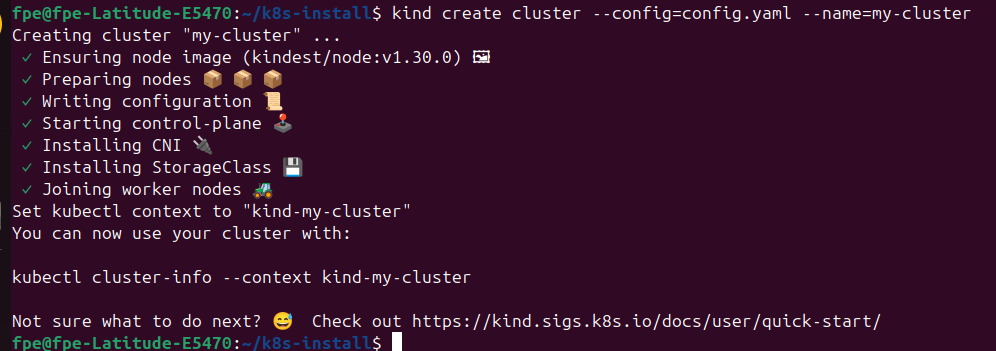 fpe@fpe-Latitude-E5470:~/k8s-install$ kind create cluster --config=config.yaml --name=my-cluster
Creating cluster "my-cluster" ...
✓ Ensuring node image (kindest/node:v1.30.0) 🖼
✓ Preparing nodes 📦 📦 📦
✓ Writing configuration 📜
✓ Starting control-plane 🕹️
✓ Installing CNI 🔌
✓ Installing StorageClass 💾
✓ Joining worker nodes 🚜
Set kubectl context to "kind-my-cluster"
You can now use your cluster with:

kubectl cluster-info --context kind-my-cluster

Not sure what to do next? 😅 Check out https://kind.sigs.k8s.io/docs/user/quick-start/
fpe@fpe-Latitude-E5470:~/k8s-install$